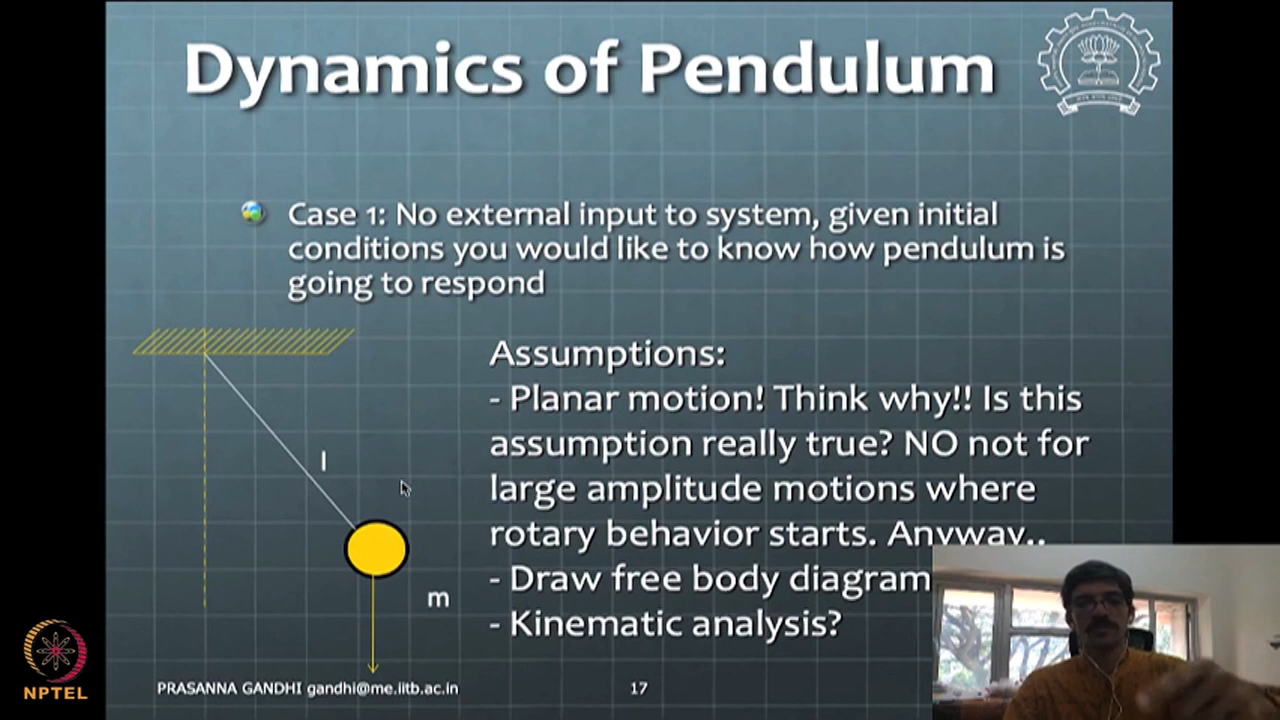 Dynamics of Pendulum
Case 1: No external input to system, given initial
conditions you would like to know how pendulum is
going to respond
Assumptions:
- Planar motion! Think why!! Is this
assumption really true? NO not for
large amplitude motions where
rotary behavior starts. Anyway..
- Draw free body diagram
- Kinematic analysis?
l
m
NPTEL
PRASANNA GANDHI gandhi@me.iitb.ac.in
17